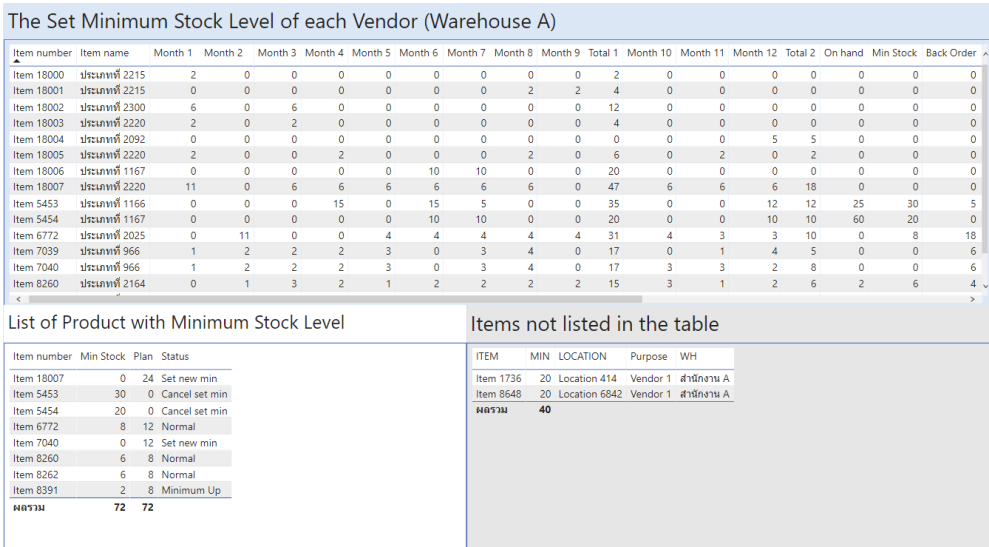 The Set Minimum Stock Level of each Vendor (Warehouse A)
Item number Item name Month 1 Month 2 Month 3 Month 4 Month 5 Month 6 Month 7 Month 8 Month 9 Total 1 Month 10 Month 11 Month 12 Total 2 On hand Min Stock Back Order
Item 18000 ประเภทที่ 2215 2 0 0 0 0 0 0 0 0 2 0 0 0 0 0 0 0
Item 18001 ประเภทที่ 2215 0 0 0 0 0 0 0 2 2 4 0 0 0 0 0 0 0
Item 18002 ประเภทที่ 2300 6 0 6 0 0 0 0 0 0 12 0 0 0 0 0 0 0
Item 18003 ประเภทที่ 2220 2 0 2 0 0 0 0 0 0 4 0 0 0 0 0 0 0
Item 18004 ประเภทที่ 2092 0 0 0 0 0 0 0 0 0 0 0 0 5 5 0 0 0
Item 18005 ประเภทที่ 2220 2 0 0 2 0 0 0 2 0 6 0 2 0 2 0 0 0
Item 18006 ประเภทที่ 1167 0 0 0 0 0 10 10 0 0 20 0 0 0 0 0 0 0
Item 18007 ประเภทที่ 2220 11 0 6 6 6 6 6 6 0 47 6 6 6 18 0 0 0
Item 5453 ประเภทที่ 1166 0 0 0 15 0 15 5 0 0 35 0 0 12 12 25 30 5
Item 5454 ประเภทที่ 1167 0 0 0 0 0 10 10 0 0 20 0 0 10 10 60 20 0
Item 6772 ประเภทที่ 2025 0 11 0 0 4 4 4 4 4 31 4 3 3 10 0 8 18
Item 7039 ประเภทที่ 966 1 2 2 2 3 0 3 4 0 17 0 1 4 5 0 0 6
Item 7040 ประเภทที่ 966 1 2 2 2 3 0 3 4 0 17 3 3 2 8 0 0 6
Item 8260 ประเภทที่ 2164 0 1 3 2 1 2 2 2 2 15 3 1 2 6 2 6 4
List of Product with Minimum Stock Level
Item number Min Stock Plan Status
Item 18007 0 24 Set new min
Item 5453 30 0 Cancel set min
Item 5454 20 0 Cancel set min
Item 6772 8 12 Normal
Item 7040 0 12 Set new min
Item 8260 6 8 Normal
Item 8262 6 8 Normal
Item 8391 2 8 Minimum Up
ผลรวม 72 72
Items not listed in the table
ITEM MIN LOCATION Purpose WH
Item 1736 20 Location 414 Vendor 1 สำนักงาน A
Item 8648 20 Location 6842 Vendor 1 สำนักงาน A
ผลรวม 40